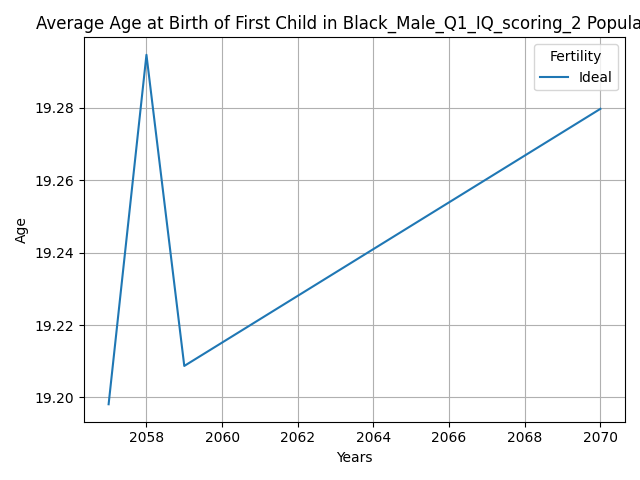 Average Age at Birth of First Child in Black_Male_Q1_IQ_scoring_2 Popula
Fertility
Ideal
19.28
19.26
19.24
19.22
19.20
Age
2058 2060 2062 2064 2066 2068 2070
Years